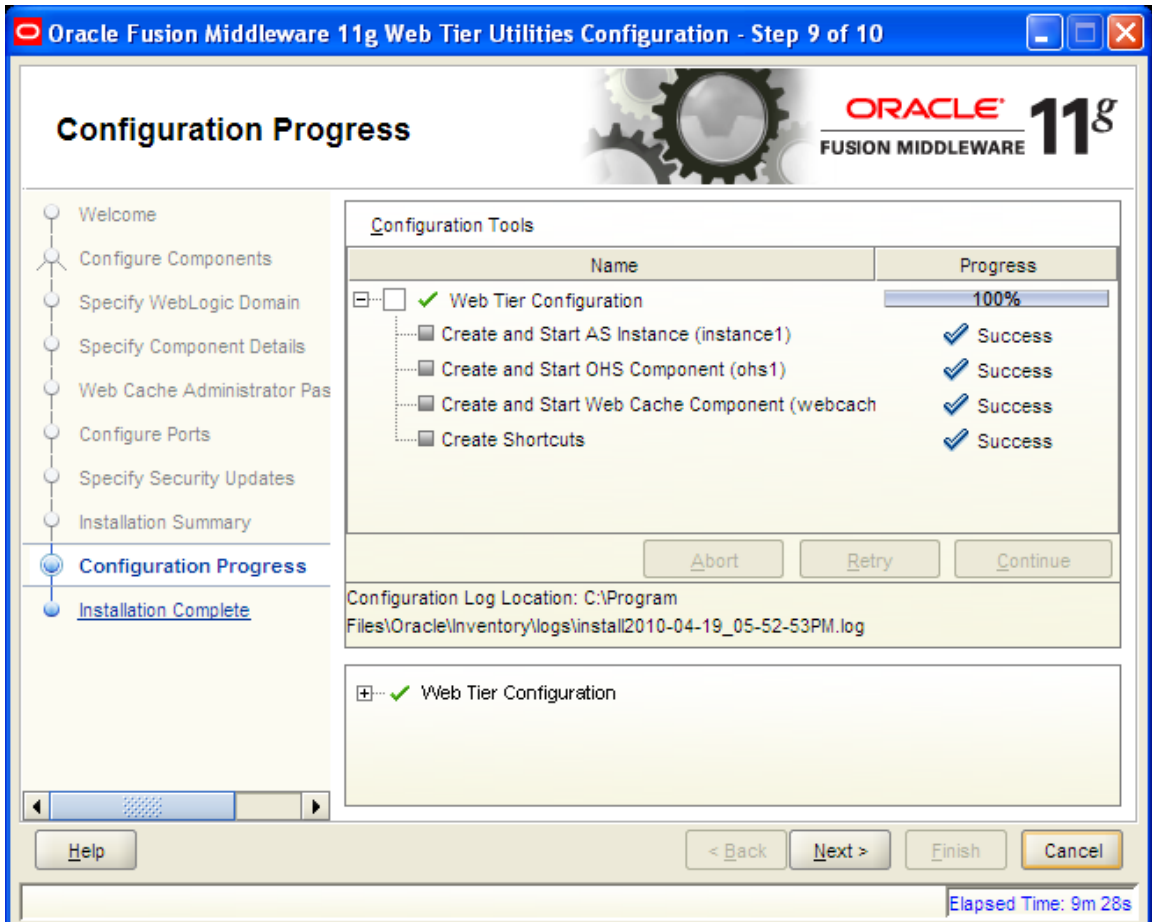 Oracle Fusion Middleware 11g Web Tier Utilities Configuration - Step 9 of 10
Configuration Progress
ORACLE
FUSION MIDDLEWARE
11g
Welcome
Configure Components
Specify WebLogic Domain
Specify Component Details
Web Cache Administrator Pas
Configure Ports
Specify Security Updates
Installation Summary
Configuration Progress
Installation Complete
Configuration Tools
Name Progress
Web Tier Configuration 100%
Create and Start AS Instance (instance1) Success
Create and Start OHS Component (ohs1) Success
Create and Start Web Cache Component (webcach Success
Create Shortcuts Success
Abort Retry Continue
Configuration Log Location: C:\Program
Files\Oracle\Inventory\logs\install2010-04-19_05-52-53PM.log
Web Tier Configuration
Help < Back Next > Finish Cancel
Elapsed Time: 9m 28s